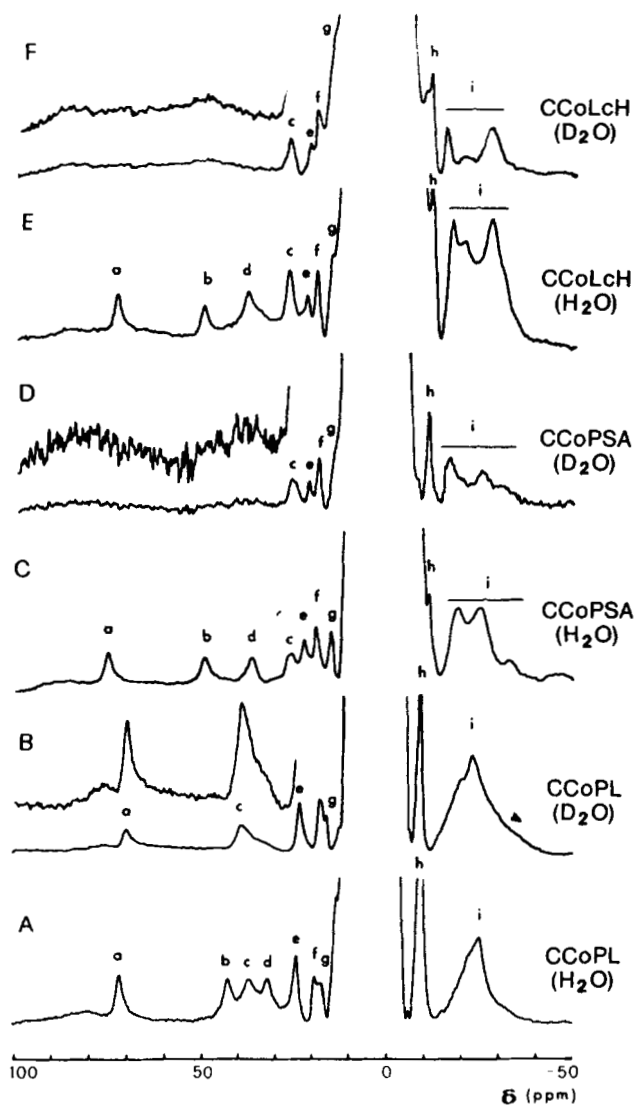 F
g
h
i
f
c
e
CCoLcH
(D₂O)
E
h
i
g
c
f
a
b
d
e
CCoLcH
(H₂O)
D
h
i
g
f
c
e
CCoPSA
(D₂O)
C
h
i
a
b
d
c
e
f
g
CCoPSA
(H₂O)
B
h
i
e
g
a
c
CCoPL
(D₂O)
A
h
i
a
b
c
d
e
f
g
CCoPL
(H₂O)
100
50
0
-50
δ (ppm)